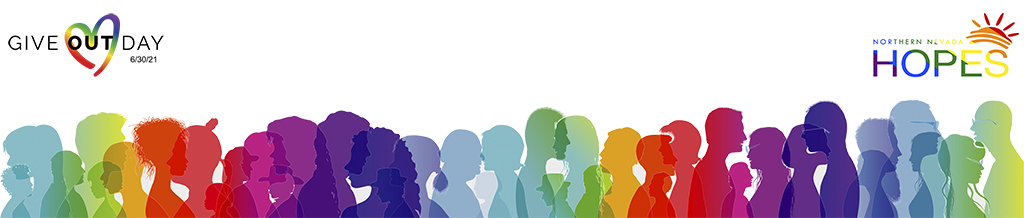 GIVE OUT DAY
6/30/21
NORTHERN NEVADA
HOPES